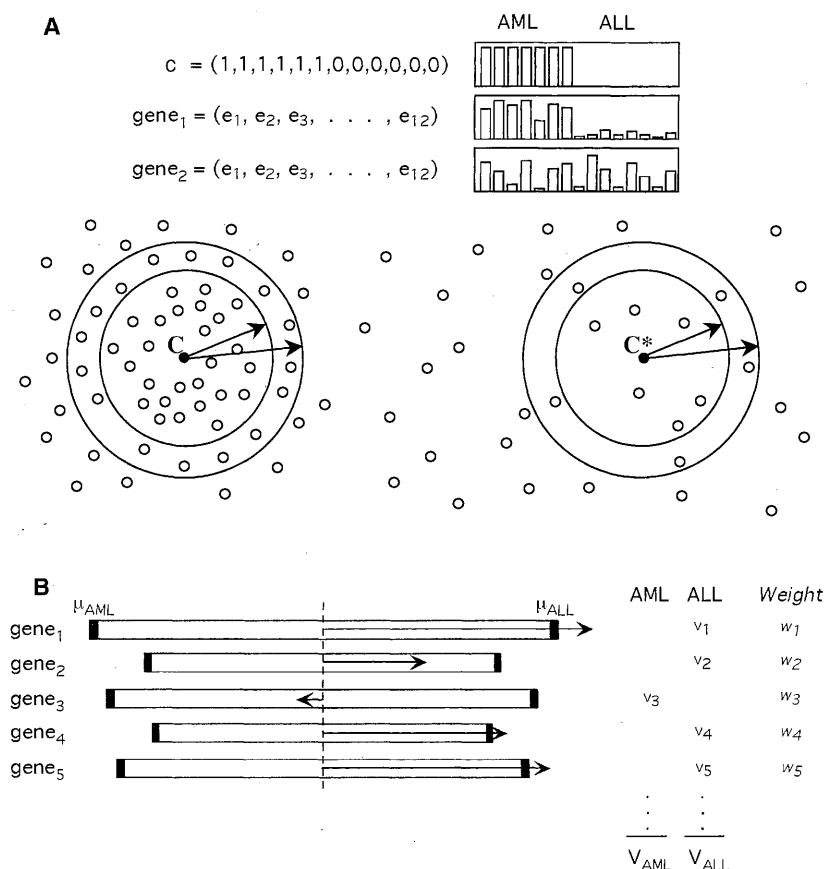 A
AML ALL
c = (1,1,1,1,1,1,0,0,0,0,0,0)
gene1 = (e1, e2, e3, . . . . , e12)
gene2 = (e1, e2, e3, . . . . , e12)
C
C*
B
μAML μALL AML ALL Weight
gene1 v1 w1
gene2 v2 w2
gene3 v3 w3
gene4 v4 w4
gene5 v5 w5
VAML VALL